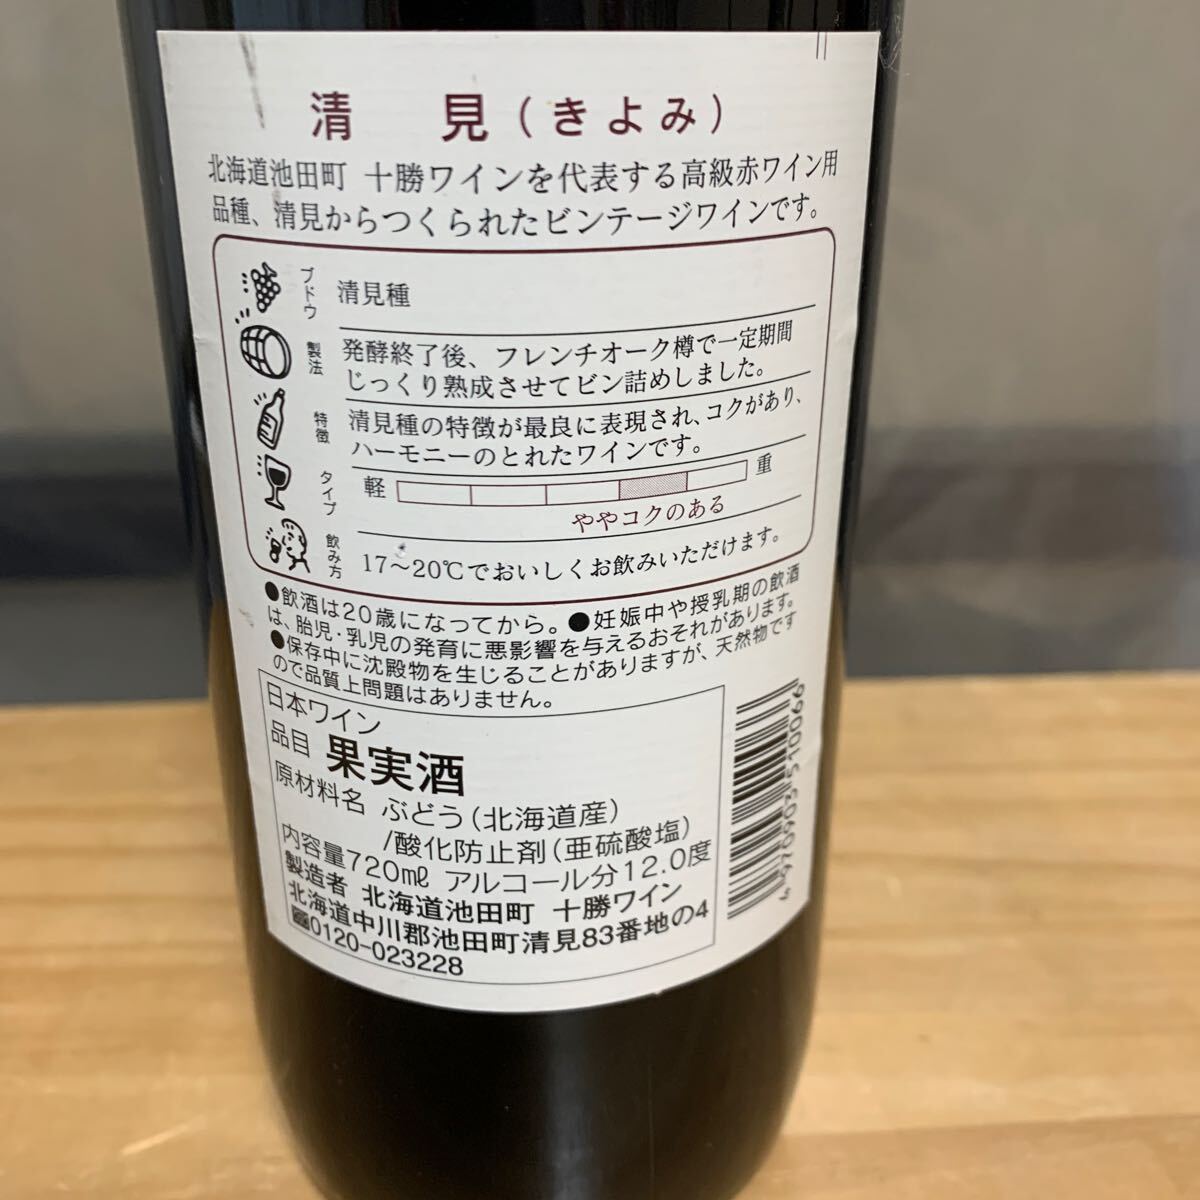 清 見(きよみ)
北海道池田町 十勝ワインを代表する高級赤ワイン用
品種、清見からつくられたビンテージワインです。
ブドウ 清見種
製法 発酵終了後、フレンチオーク樽で一定期間
じっくり熟成させてビン詰めしました。
特徴 清見種の特徴が最良に表現され、コクがあり、
ハーモニーのとれたワインです。
タイプ 軽 重
ややコクのある
飲み方 17〜20℃でおいしくお飲みいただけます。
●飲酒は20歳になってから。●妊娠中や授乳期の飲酒
は、胎児・乳児の発育に悪影響を与えるおそれがあります。
●保存中に沈殿物を生じることがありますが、天然物です
ので品質上問題はありません。
日本ワイン
品目 果実酒
原材料名 ぶどう(北海道産)
/酸化防止剤(亜硫酸塩)
内容量720㎖ アルコール分12.0度
製造者 北海道池田町 十勝ワイン
北海道中川郡池田町清見83番地の4
0120-023228
4970903510066